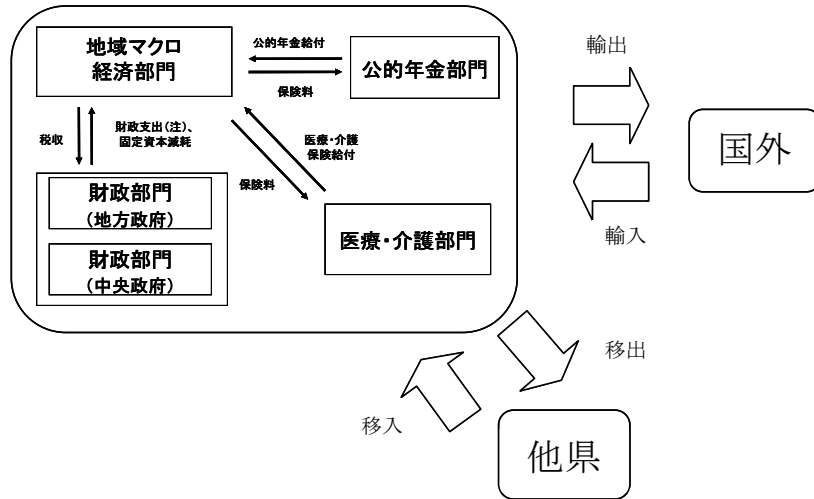 地域マクロ
経済部門
公的年金給付
保険料
公的年金部門
輸出
国外
輸入
税収
財政支出(注)、
固定資本減耗
医療・介護
保険給付
保険料
財政部門
(地方政府)
財政部門
(中央政府)
医療・介護部門
移出
移入
他県